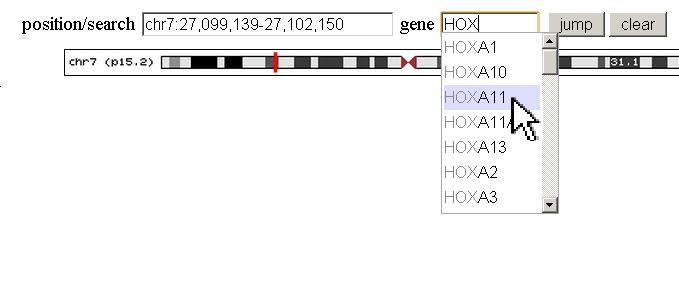 position/search chr7:27,099,139-27,102,150 gene HOX jump clear
chr7 (p15.2) 31.1
HOXA1
HOXA10
HOXA11
HOXA11
HOXA13
HOXA2
HOXA3